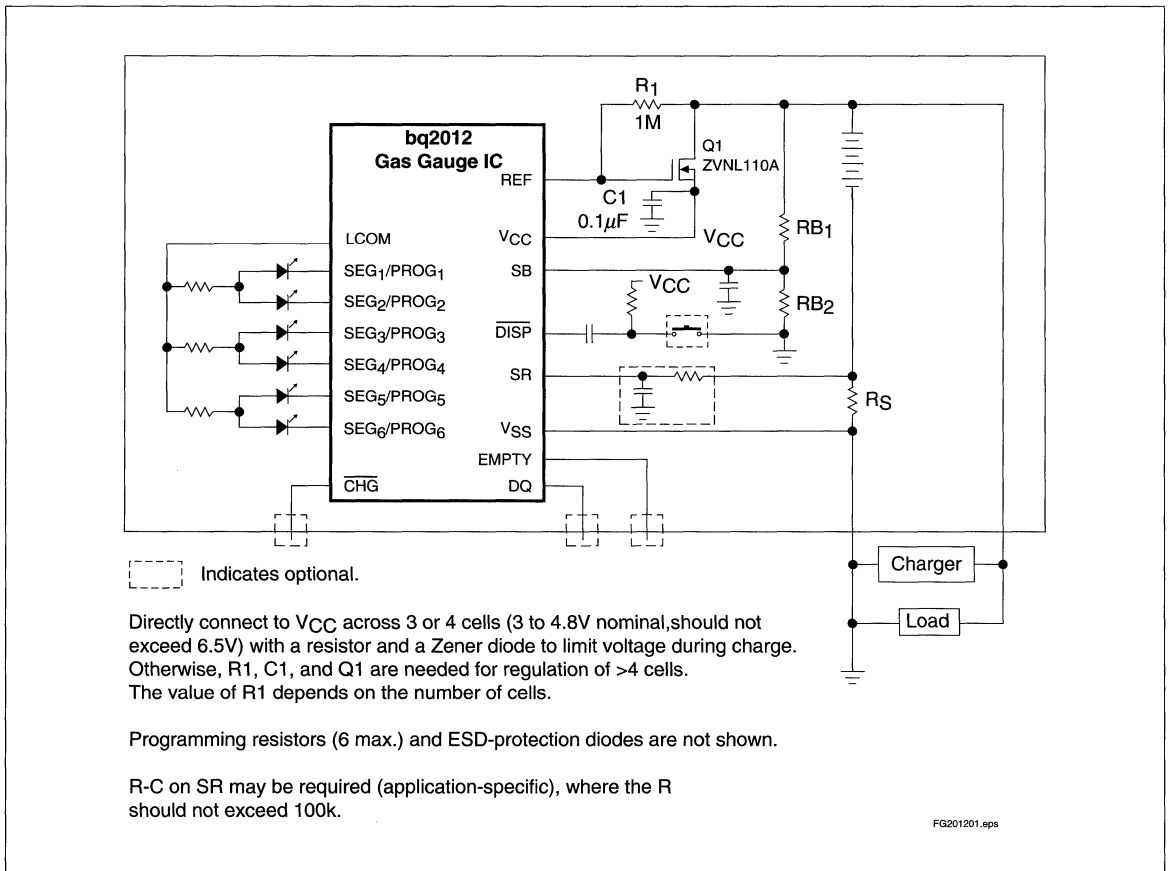 bq2012
Gas Gauge IC
R1
1M
Q1
ZVNL110A
REF
C1
0.1µF
VCC
VCC
RB1
LCOM
SB
SEG1/PROG1
VCC
SEG2/PROG2
RB2
SEG3/PROG3
DISP
SEG4/PROG4
SR
SEG5/PROG5
RS
SEG6/PROG6
VSS
EMPTY
CHG
DQ
Indicates optional.
Charger
Load
Directly connect to VCC across 3 or 4 cells (3 to 4.8V nominal,should not
exceed 6.5V) with a resistor and a Zener diode to limit voltage during charge.
Otherwise, R1, C1, and Q1 are needed for regulation of >4 cells.
The value of R1 depends on the number of cells.
Programming resistors (6 max.) and ESD-protection diodes are not shown.
R-C on SR may be required (application-specific), where the R
should not exceed 100k.
FG201201.eps